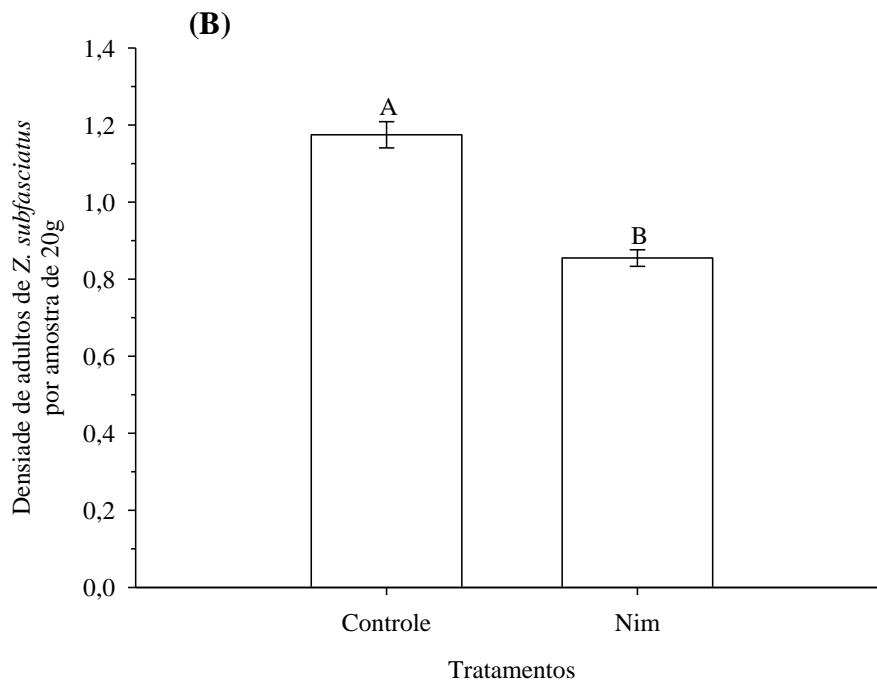 (B)
Densiade de adultos de Z. subfasciatus
por amostra de 20g
1,4
1,2
1,0
0,8
0,6
0,4
0,2
0,0
A
B
Controle
Nim
Tratamentos